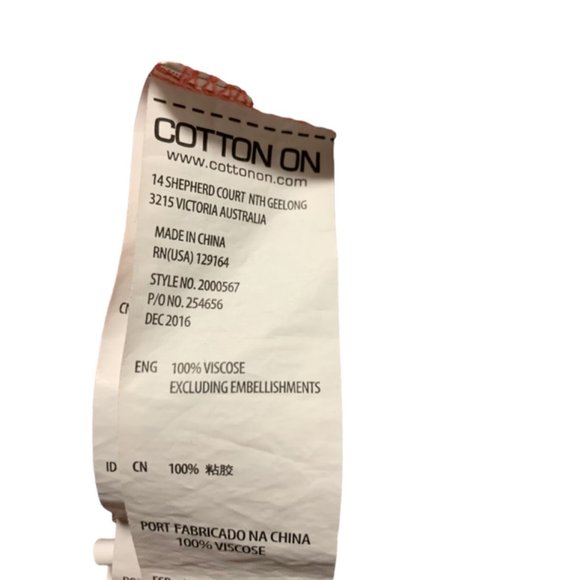 COTTON ON
www.cottonon.com
14 SHEPHERD COURT NTH GEELONG
3215 VICTORIA AUSTRALIA
MADE IN CHINA
RN(USA) 129164
STYLE NO. 2000567
P/O NO. 254656
DEC 2016
ENG 100% VISCOSE
EXCLUDING EMBELLISHMENTS
ID CN 100% 粘胶
PORT FABRICADO NA CHINA
100% VISCOSE